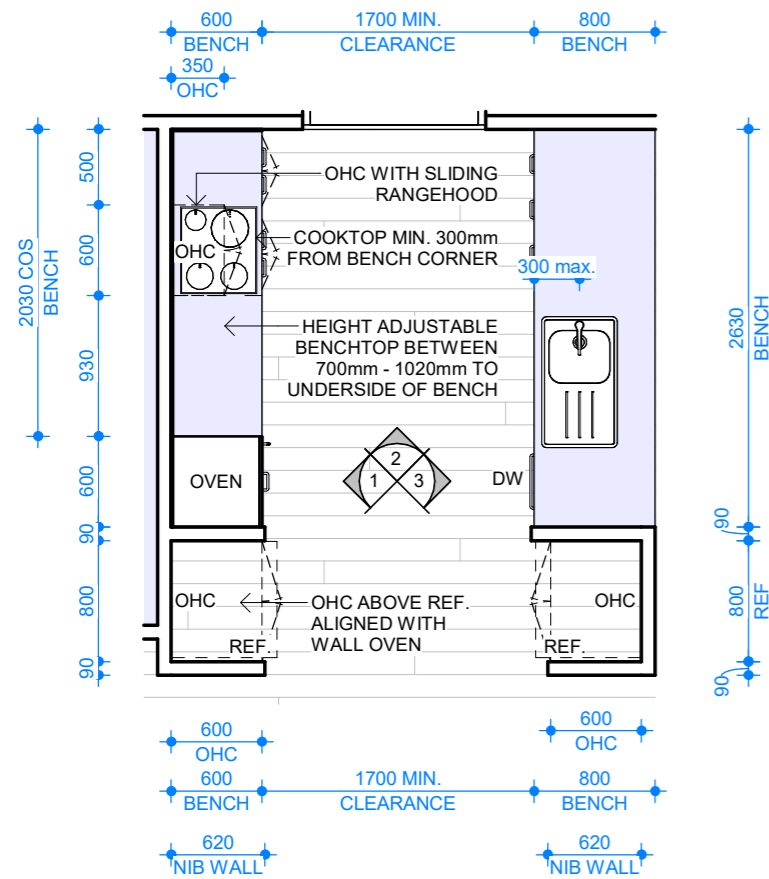 600
BENCH
1700 MIN.
CLEARANCE
800
BENCH
350
OHC
500
600
930
600
90
800
90
2030 COS
BENCH
OHC WITH SLIDING
RANGEHOOD
OHC
COOKTOP MIN. 300mm
FROM BENCH CORNER
300 max.
HEIGHT ADJUSTABLE
BENCHTOP BETWEEN
700mm - 1020mm TO
UNDERSIDE OF BENCH
2630
BENCH
OVEN
1
2
3
DW
90
OHC
OHC ABOVE REF.
ALIGNED WITH
WALL OVEN
REF.
OHC
REF.
800
REF
90
600
OHC
600
OHC
600
BENCH
1700 MIN.
CLEARANCE
800
BENCH
620
NIB WALL
620
NIB WALL